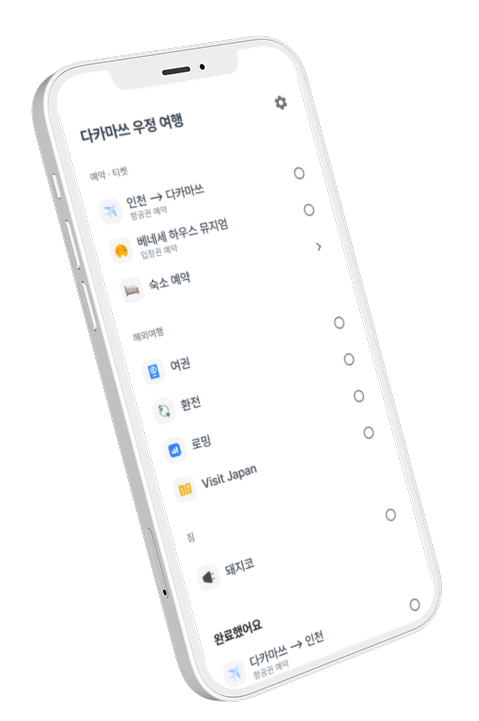 다카마쓰 우정 여행
예약 · 티켓
인천 → 다카마쓰
항공권 예약
베네세 하우스 뮤지엄
입장권 예약
숙소 예약
해외여행
여권
환전
로밍
Visit Japan
짐
돼지코
완료했어요
다카마쓰 → 인천
항공권 예약